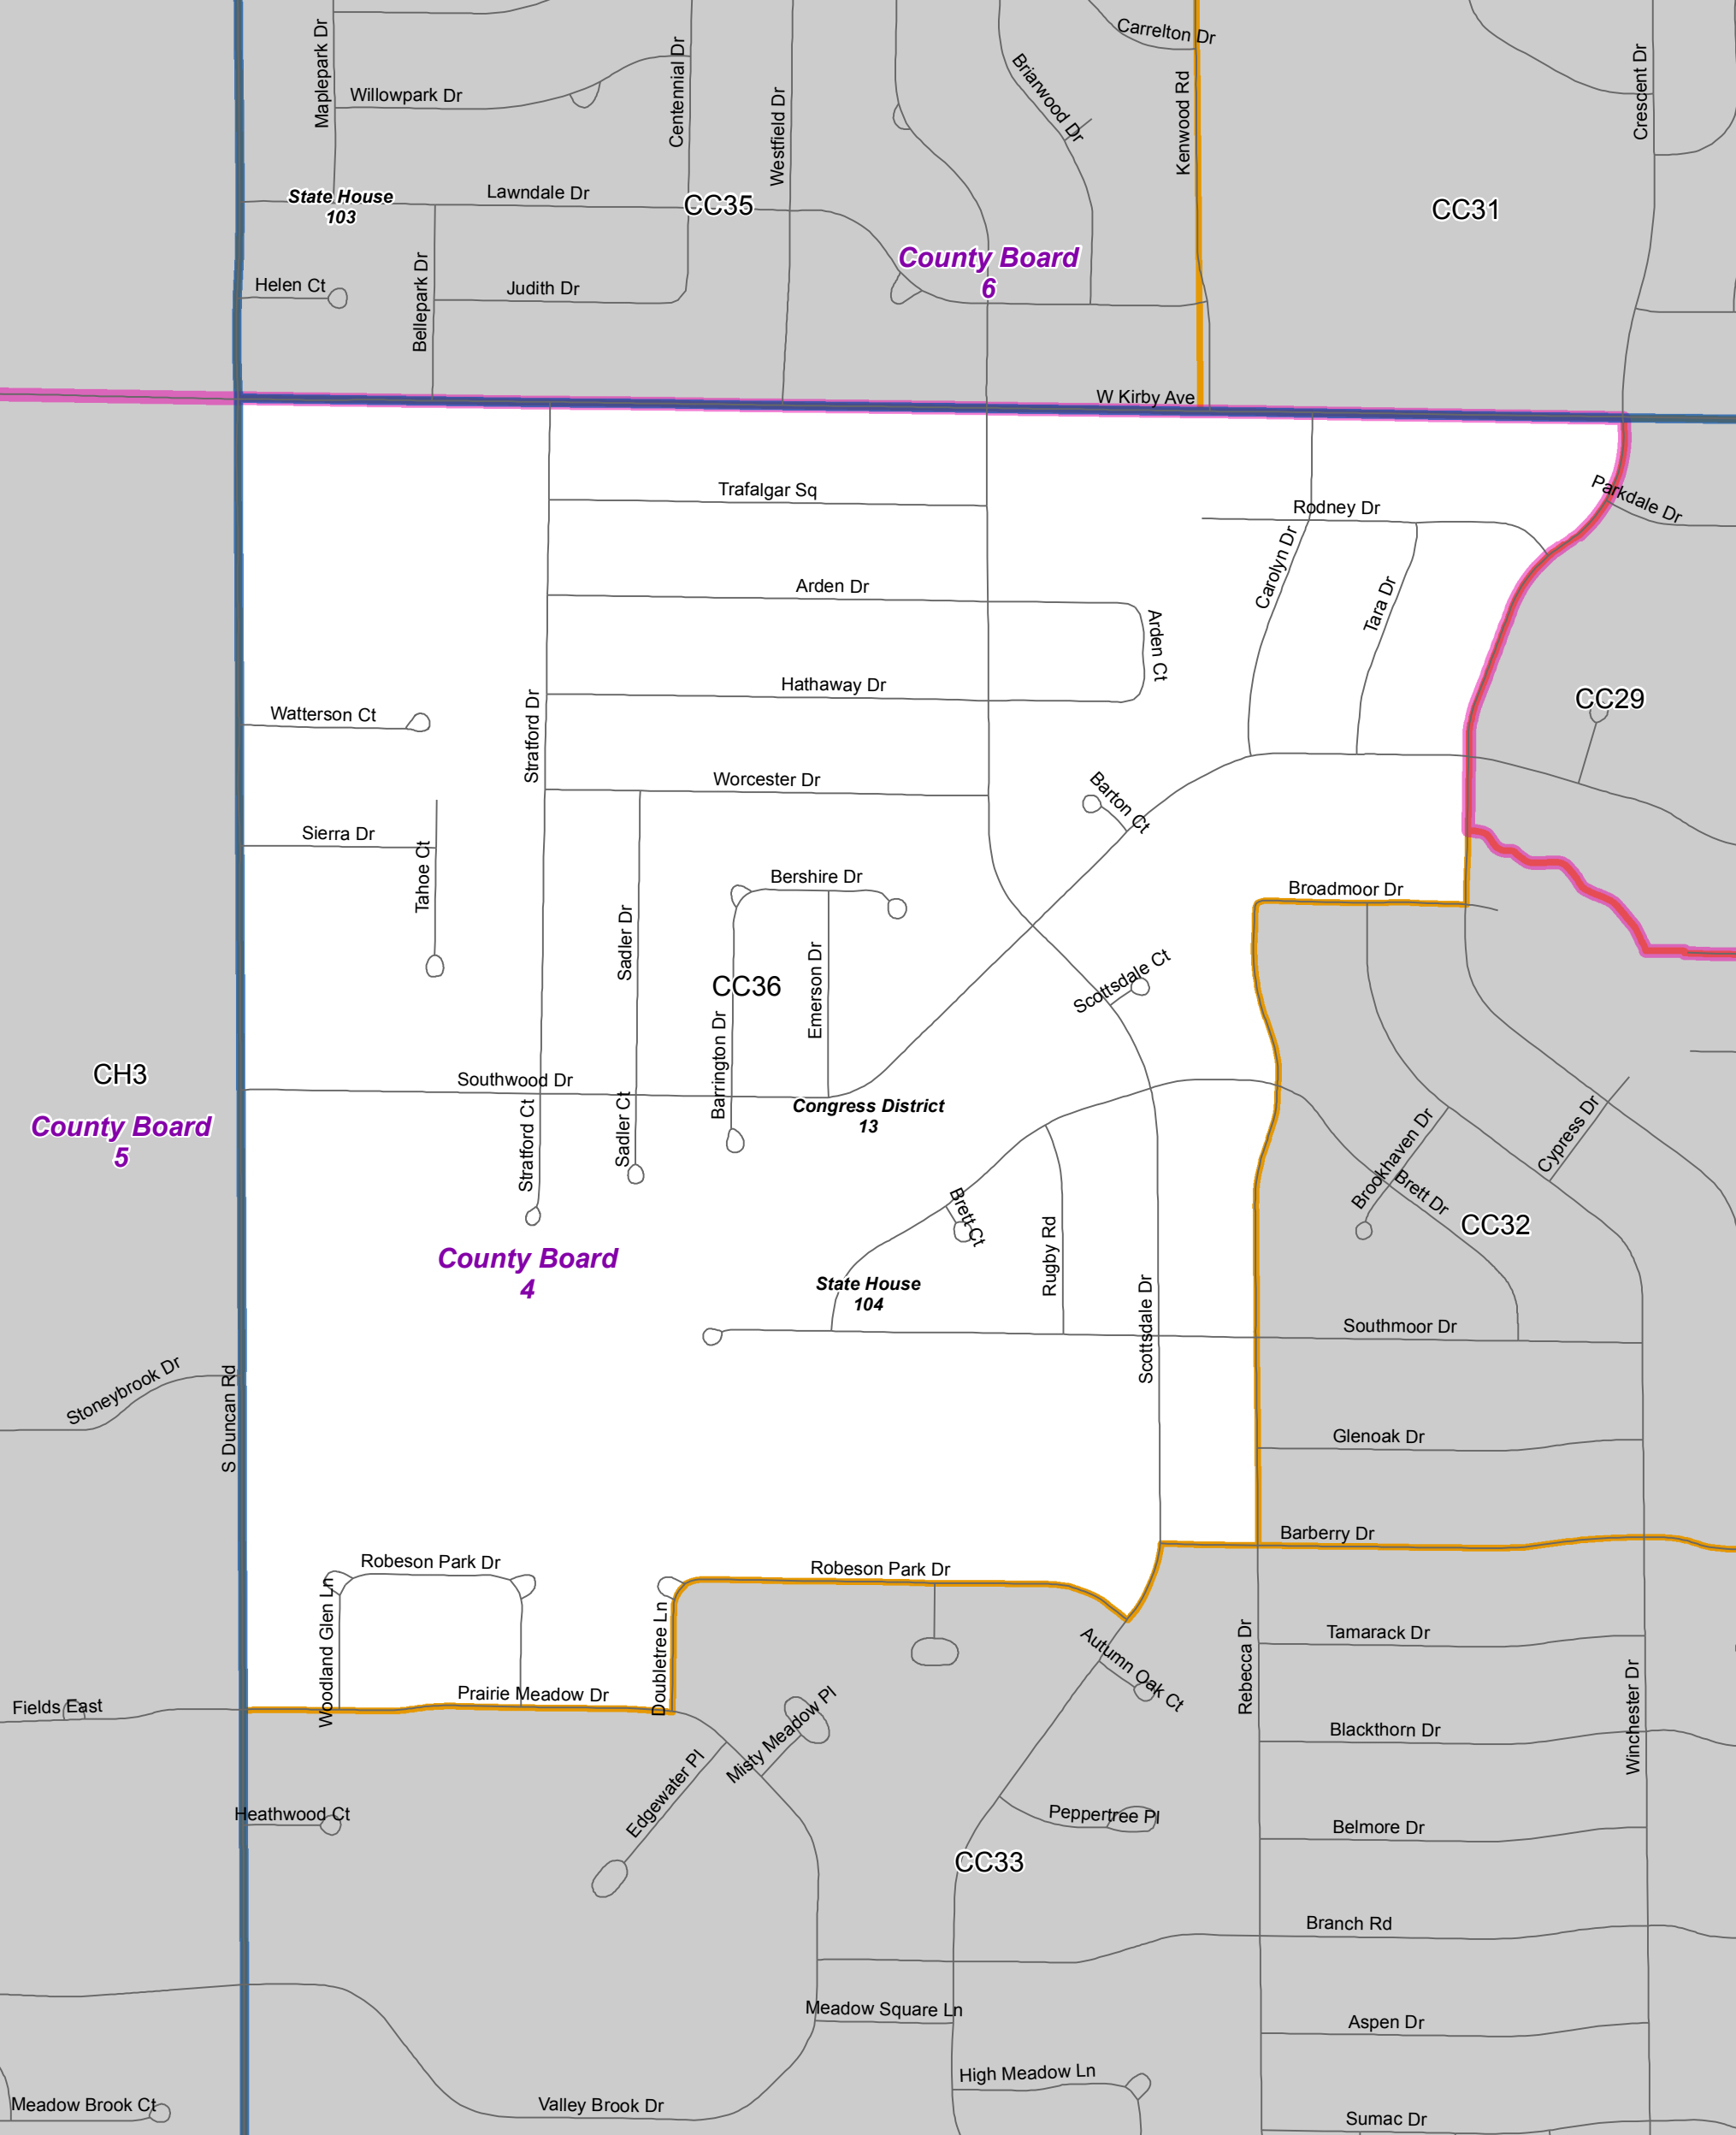 Carrelton Dr
Maplepark Dr
Willowpark Dr
Centennial Dr
Westfield Dr
Briarwood Dr
Kenwood Rd
Crescent Dr
State House
103
Lawndale Dr
CC35
CC31
County Board
6
Helen Ct
Bellepark Dr
Judith Dr
W Kirby Ave
Trafalgar Sq
Rodney Dr
Parkdale Dr
Arden Dr
Arden Ct
Carolyn Dr
Tara Dr
Hathaway Dr
CC29
Watterson Ct
Stratford Dr
Worcester Dr
Barton Ct
Sierra Dr
Tahoe Ct
Bershire Dr
Broadmoor Dr
Sadler Dr
Emerson Dr
CC36
Scottsdale Ct
Barrington Dr
CH3
County Board
5
Southwood Dr
Congress District
13
Stratford Ct
Sadler Ct
Brookhaven Dr
Cypress Dr
Brett Dr
Brett Ct
CC32
County Board
4
Rugby Rd
State House
104
Scottsdale Dr
Southmoor Dr
Stoneybrook Dr
S Duncan Rd
Glenoak Dr
Barberry Dr
Robeson Park Dr
Robeson Park Dr
Woodland Glen Ln
Doubletree Ln
Prairie Meadow Dr
Autumn Oak Ct
Rebecca Dr
Tamarack Dr
Winchester Dr
Fields East
Misty Meadow Pl
Edgewater Pl
Blackthorn Dr
Heathwood Ct
Peppertree Pl
Belmore Dr
CC33
Branch Rd
Meadow Square Ln
Aspen Dr
High Meadow Ln
Meadow Brook Ct
Valley Brook Dr
Sumac Dr